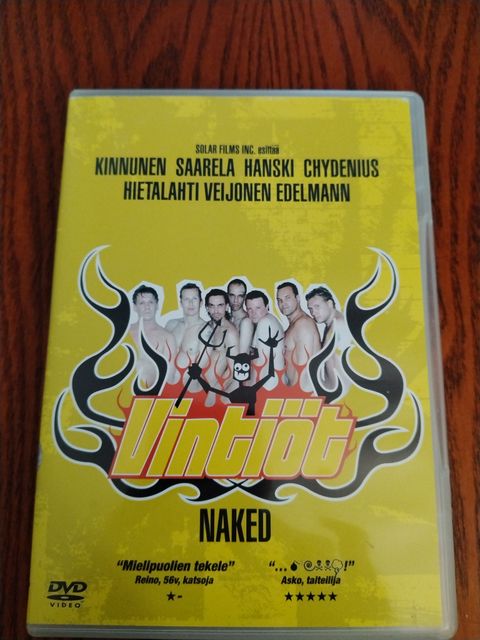 SOLAR FILMS INC. esittää
KINNUNEN SAARELA HANSKI CHYDENIUS
HIETALAHTI VEIJONEN EDELMANN
Vintiöt
NAKED
"Mielipuolien tekele"
Reino, 56v, katsoja
"... !"
Asko, taiteilija
DVD
VIDEO